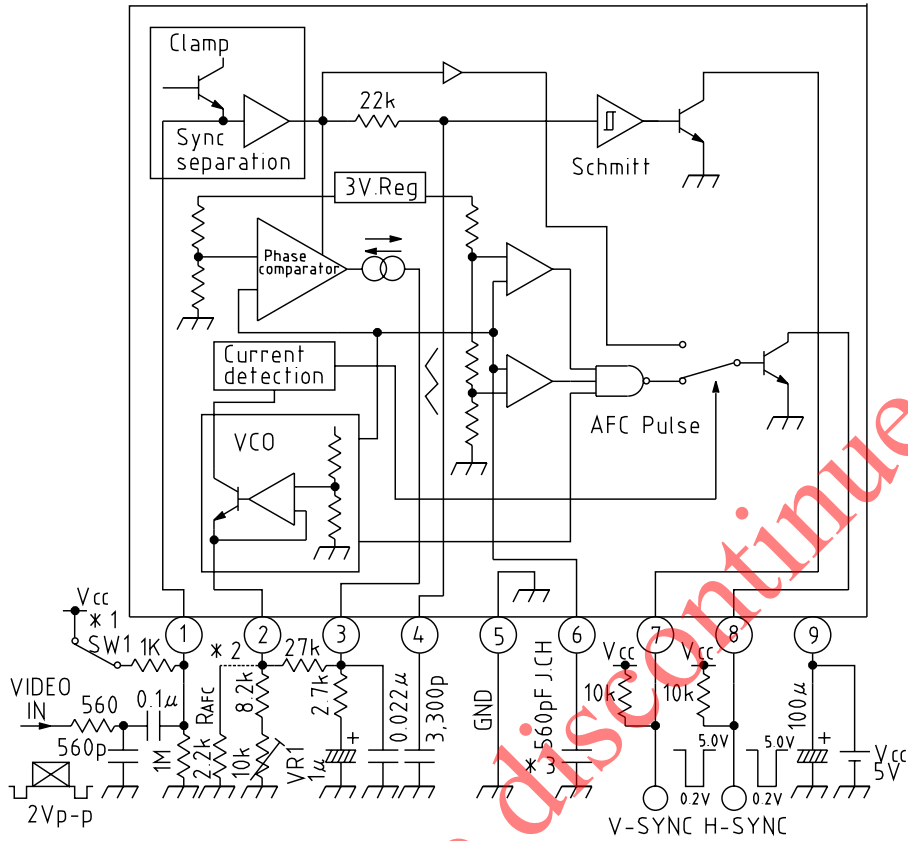 Clamp
Sync
separation
22k
Schmitt
3V.Reg
Phase
comparator
Current
detection
VCO
AFC Pulse
1
2
3
4
5
6
7
8
9
Vcc
* 1
SW1
1K
* 2
27k
VIDEO
IN
560
0.1μ
560p
1M
RAFC
2.2k
8.2k
10k
VR1
2.7k
1μ
+
0.022μ
3,300p
GND
* 3
560pF J.CH
Vcc
10k
Vcc
10k
5.0V
0.2V
5.0V
0.2V
100μ
+
Vcc
5V
2Vp-p
V-SYNC
H-SYNC
discontinue